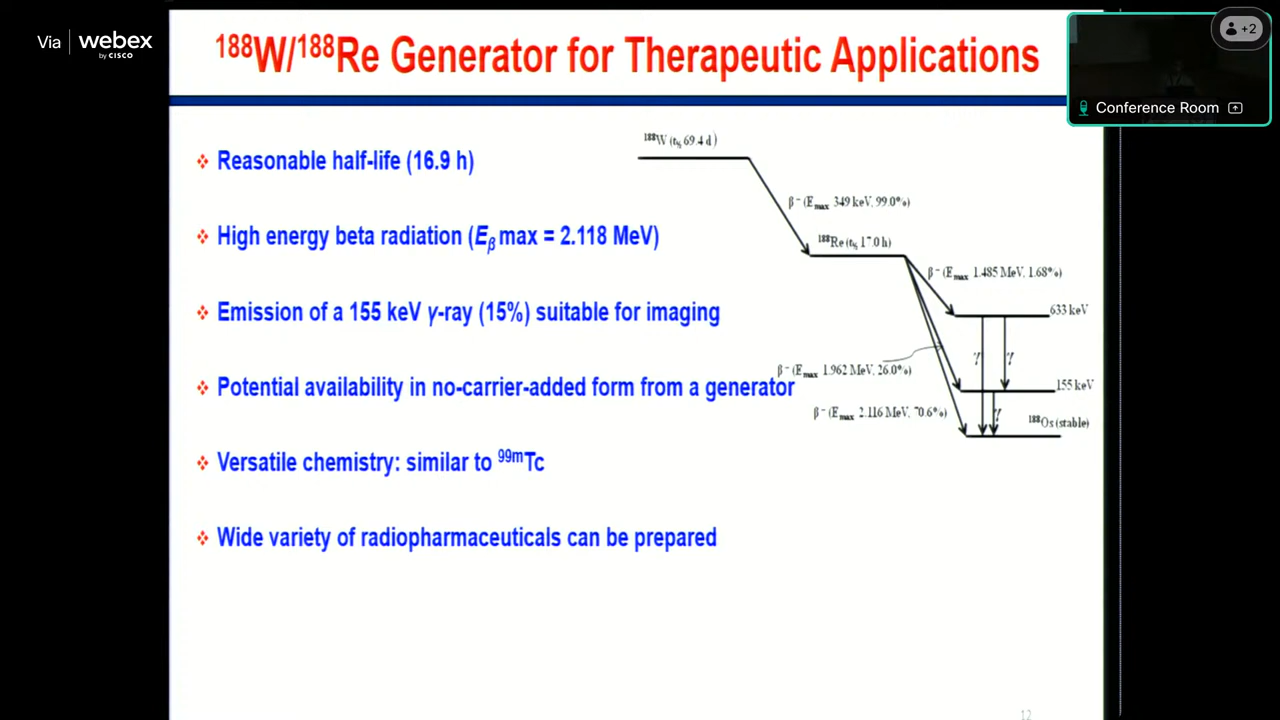 Via webex
by CISCO
+2
Conference Room
¹⁸⁸W/¹⁸⁸Re Generator for Therapeutic Applications
❖ Reasonable half-life (16.9 h)
❖ High energy beta radiation (Eᵦ max = 2.118 MeV)
❖ Emission of a 155 keV γ-ray (15%) suitable for imaging
❖ Potential availability in no-carrier-added form from a generator
❖ Versatile chemistry: similar to ⁹⁹ᵐTc
❖ Wide variety of radiopharmaceuticals can be prepared
¹⁸⁸W (t½ 69.4 d)
β⁻ (Emax 349 keV, 99.0%)
¹⁸⁸Re (t½ 17.0 h)
β⁻ (Emax 1.485 MeV, 1.68%)
633 keV
γ γ
β⁻ (Emax 1.962 MeV, 26.0%)
155 keV
β⁻ (Emax 2.116 MeV, 70.6%)
γ
¹⁸⁸Os (stable)
12